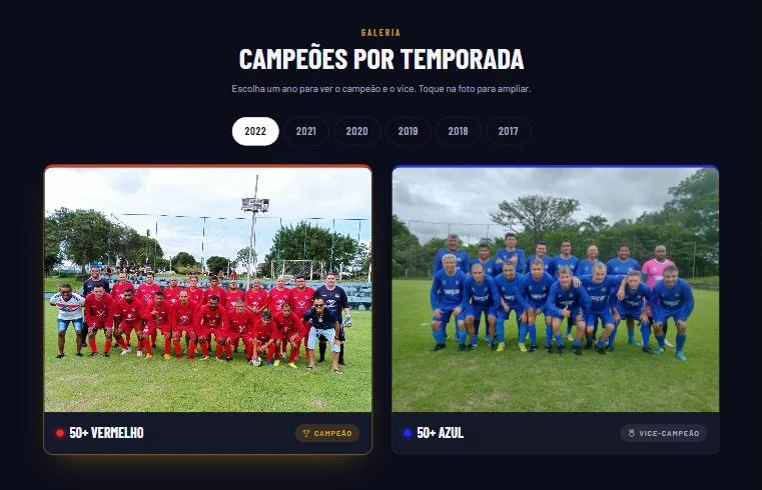 GALERIA
CAMPEÕES POR TEMPORADA
Escolha um ano para ver o campeão e o vice. Toque na foto para ampliar.
2022 2021 2020 2019 2018 2017
50+ VERMELHO
CAMPEÃO
50+ AZUL
VICE-CAMPEÃO